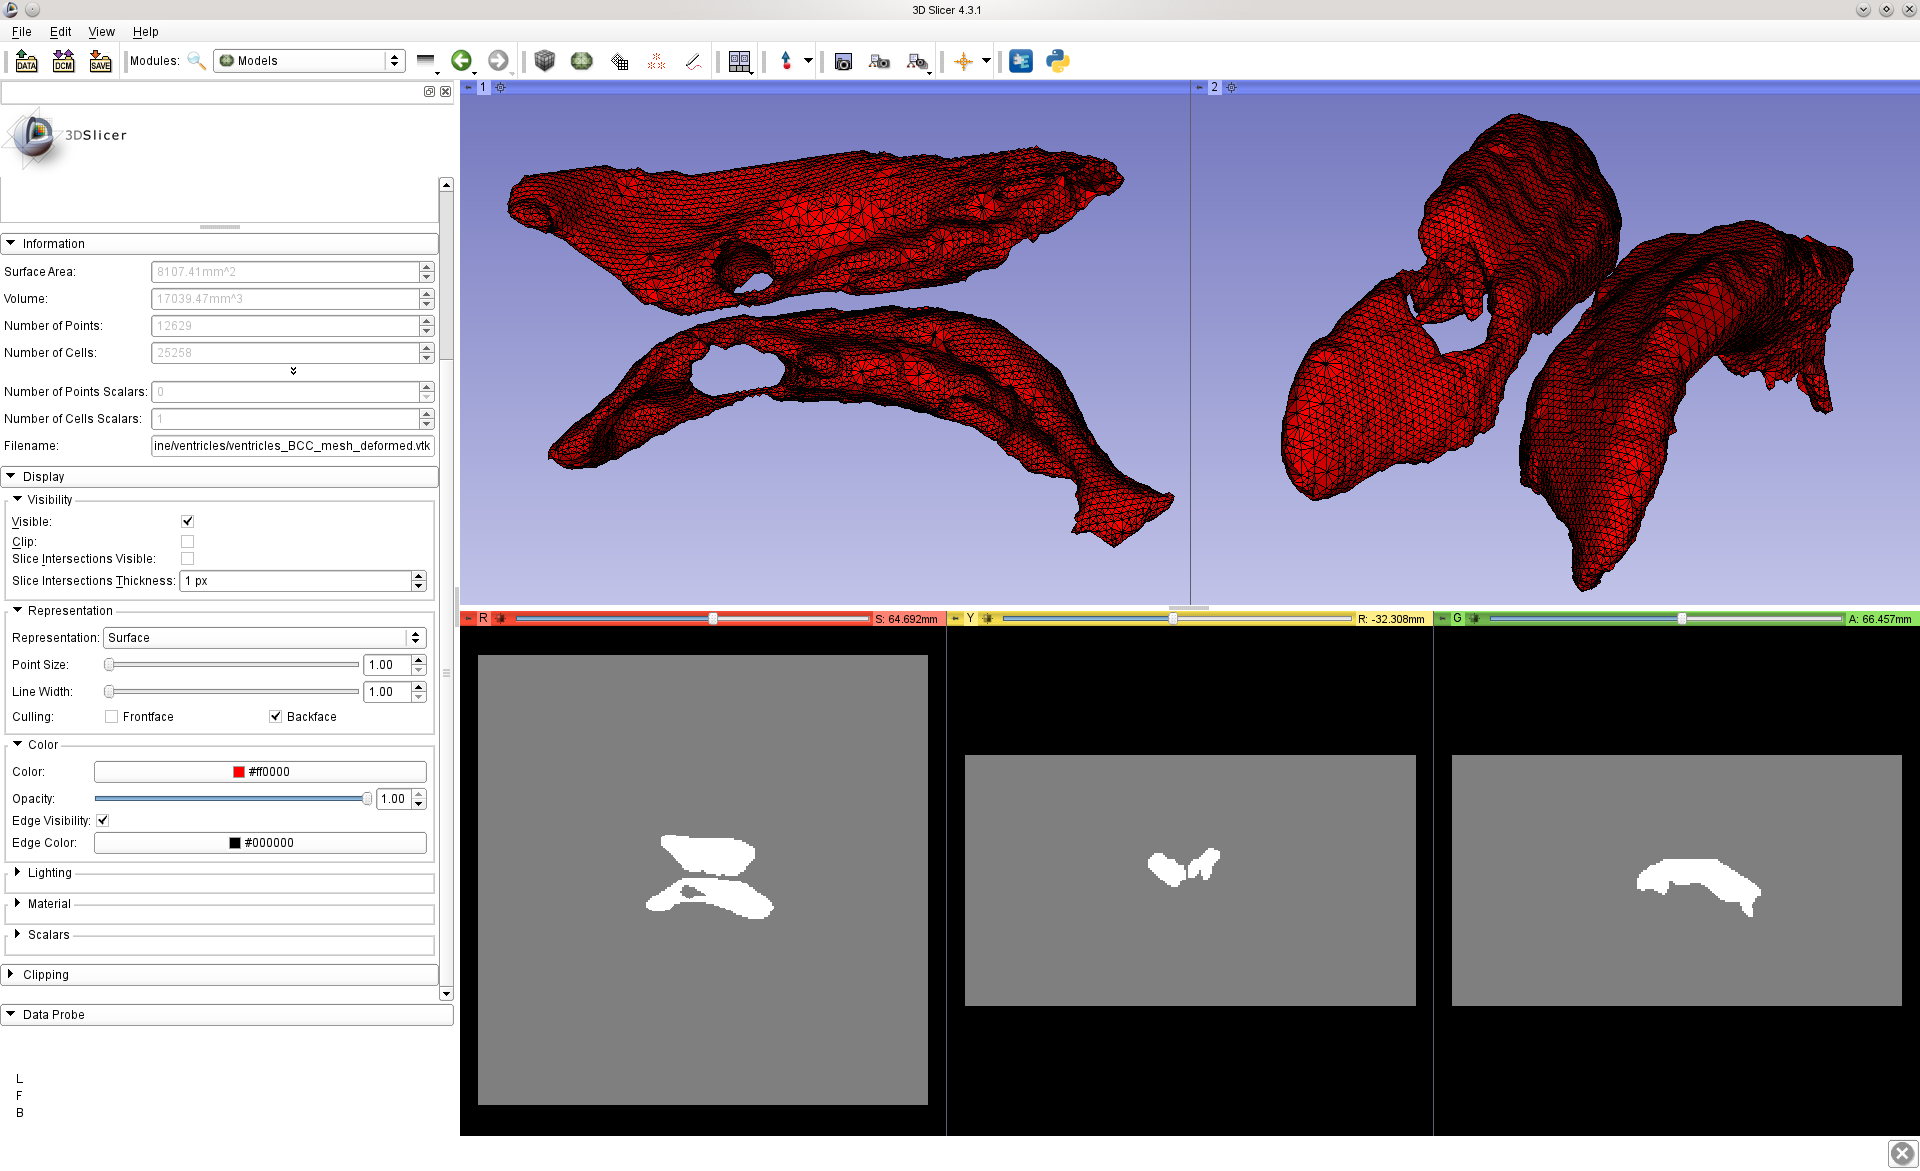 3D Slicer 4.3.1
File Edit View Help
DATA DCM SAVE Modules: Models
1 2
3DSlicer
Information
Surface Area: 8107.41mm^2
Volume: 17039.47mm^3
Number of Points: 12629
Number of Cells: 25258
Number of Points Scalars: 0
Number of Cells Scalars: 1
Filename: ine/ventricles/ventricles_BCC_mesh_deformed.vtk
Display
Visibility
Visible:
Clip:
Slice Intersections Visible:
Slice Intersections Thickness: 1 px
Representation
Representation: Surface
Point Size: 1.00
Line Width: 1.00
Culling: Frontface Backface
Color
Color: #ff0000
Opacity: 1.00
Edge Visibility:
Edge Color: #000000
Lighting
Material
Scalars
Clipping
Data Probe
L
F
B
R S: 64.692mm Y R: -32.308mm G A: 66.457mm